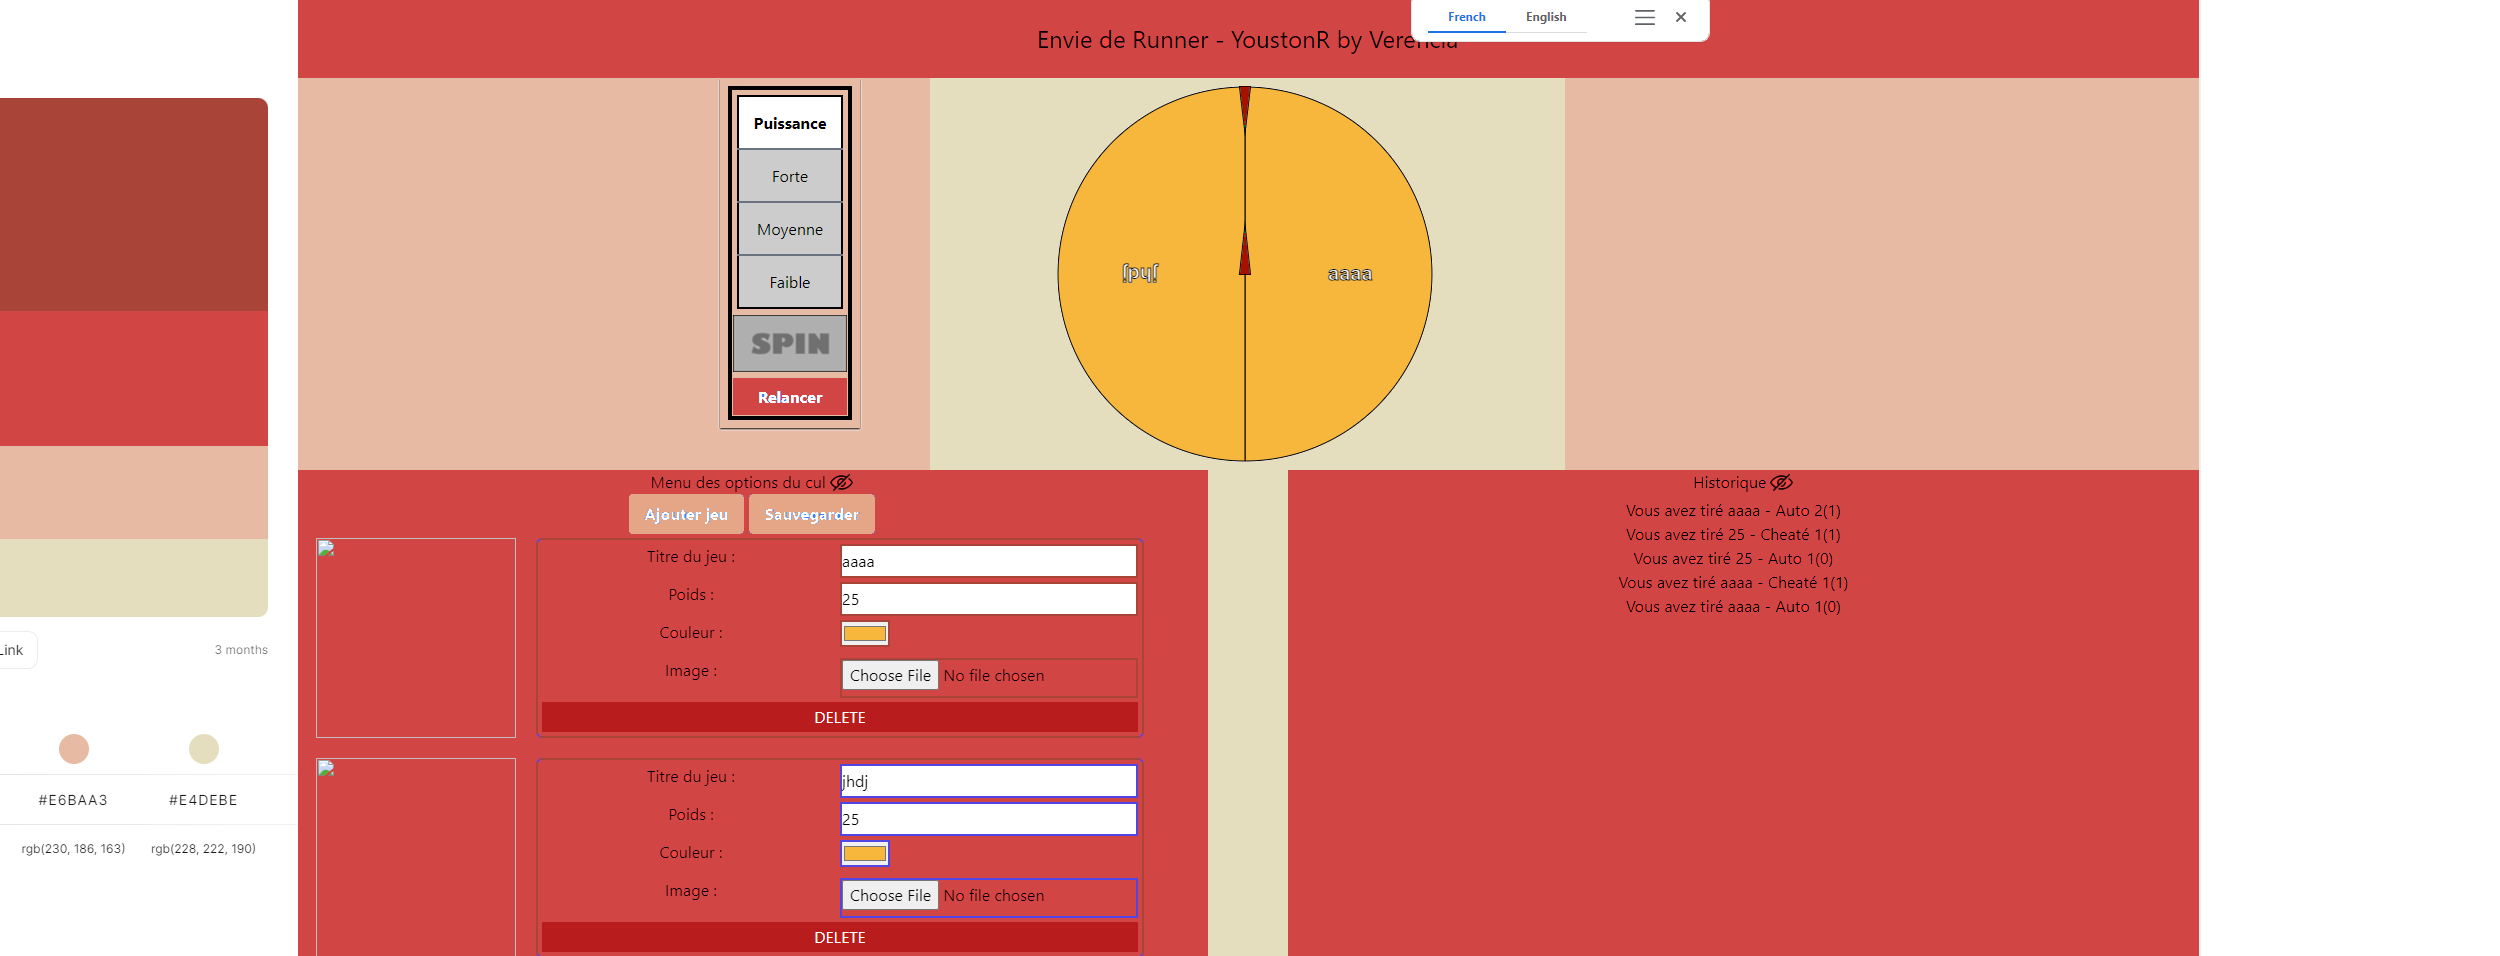 French English
Envie de Runner - YoustonR by Verencia
Puissance
Forte
Moyenne
Faible
SPIN
Relancer
jhdj
aaaa
Link
3 months
#E6BAA3 #E4DEBE
rgb(230, 186, 163) rgb(228, 222, 190)
Menu des options du cul
Ajouter jeu Sauvegarder
Titre du jeu : aaaa
Poids : 25
Couleur :
Image : Choose File No file chosen
DELETE
Titre du jeu : jhdj
Poids : 25
Couleur :
Image : Choose File No file chosen
DELETE
Historique
Vous avez tiré aaaa - Auto 2(1)
Vous avez tiré 25 - Cheaté 1(1)
Vous avez tiré 25 - Auto 1(0)
Vous avez tiré aaaa - Cheaté 1(1)
Vous avez tiré aaaa - Auto 1(0)